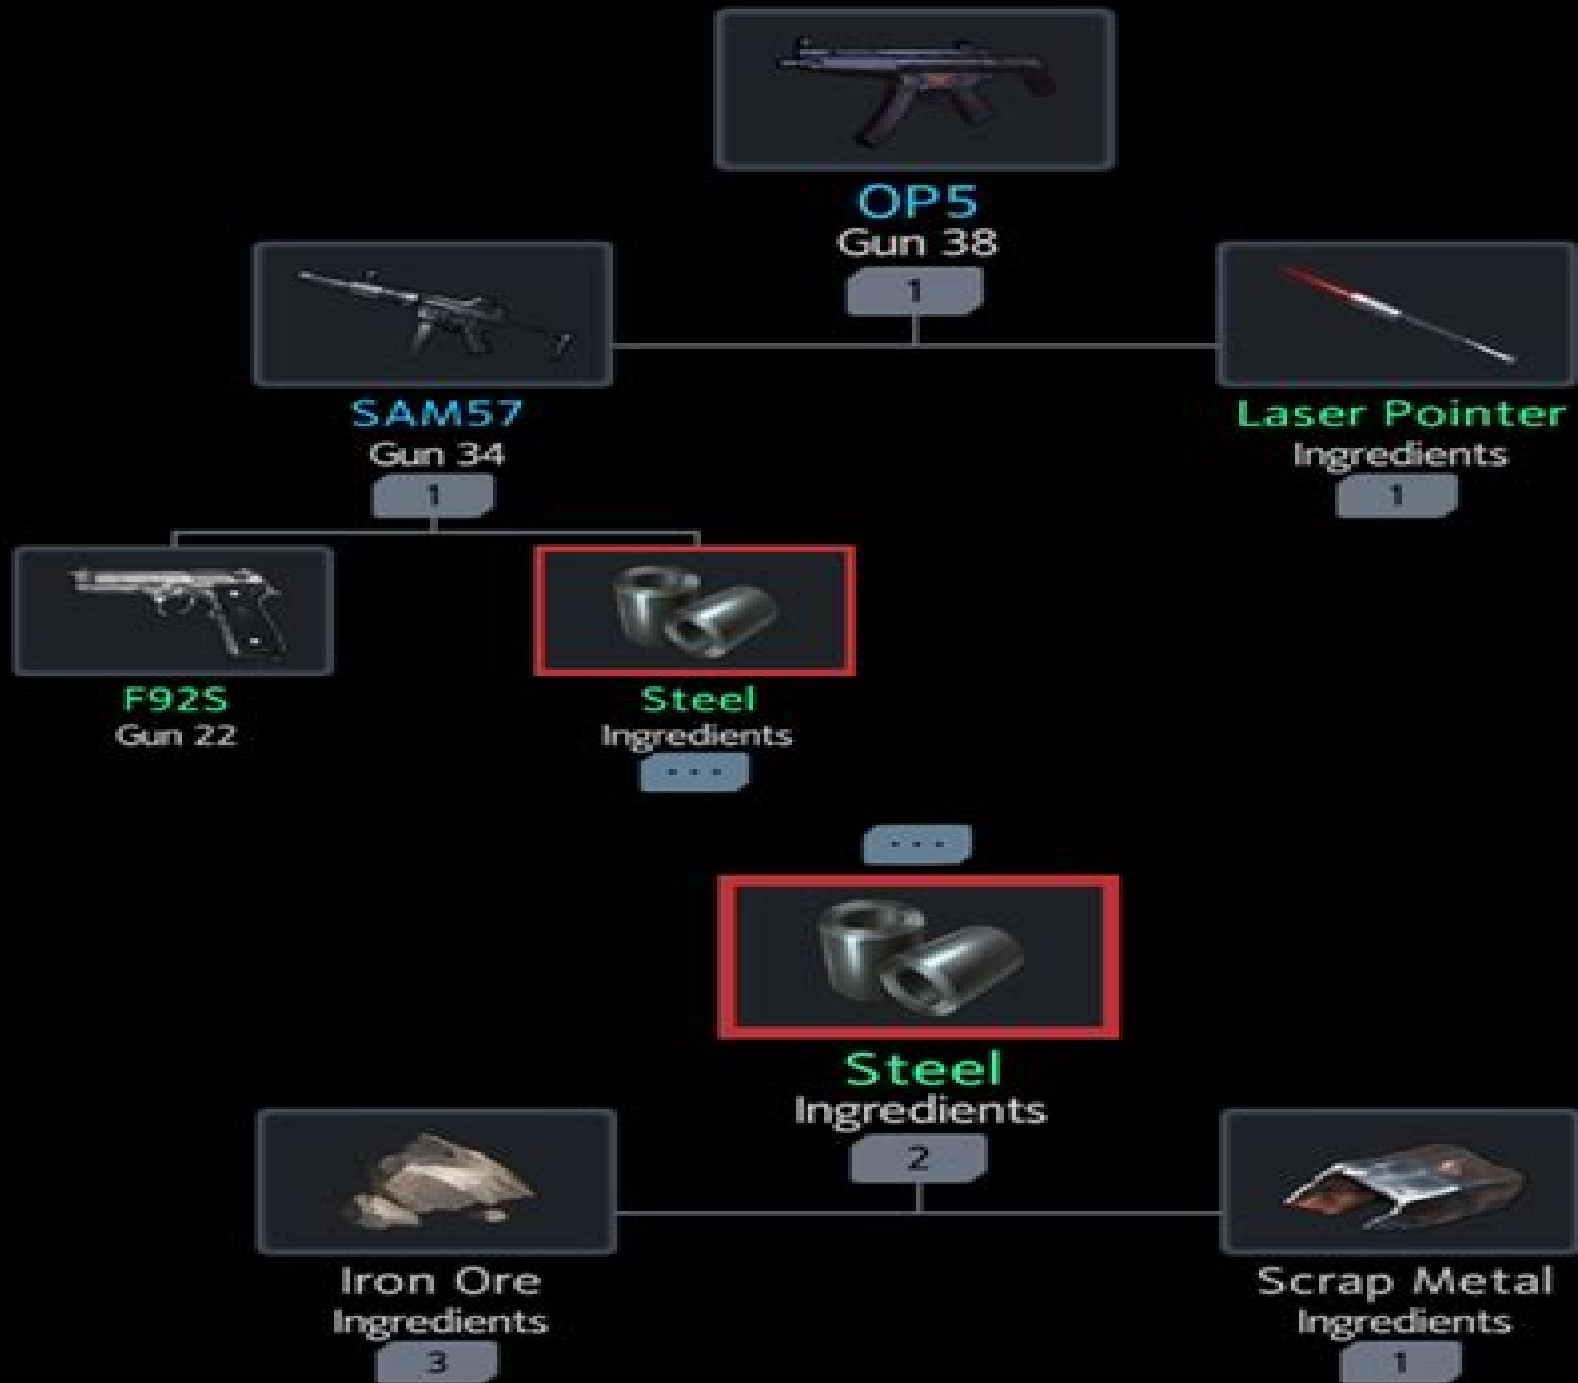 OP5
Gun 38
1
SAM57
Gun 34
1
Laser Pointer
Ingredients
1
F92S
Gun 22
Steel
Ingredients
...
...
Steel
Ingredients
2
Iron Ore
Ingredients
3
Scrap Metal
Ingredients
1